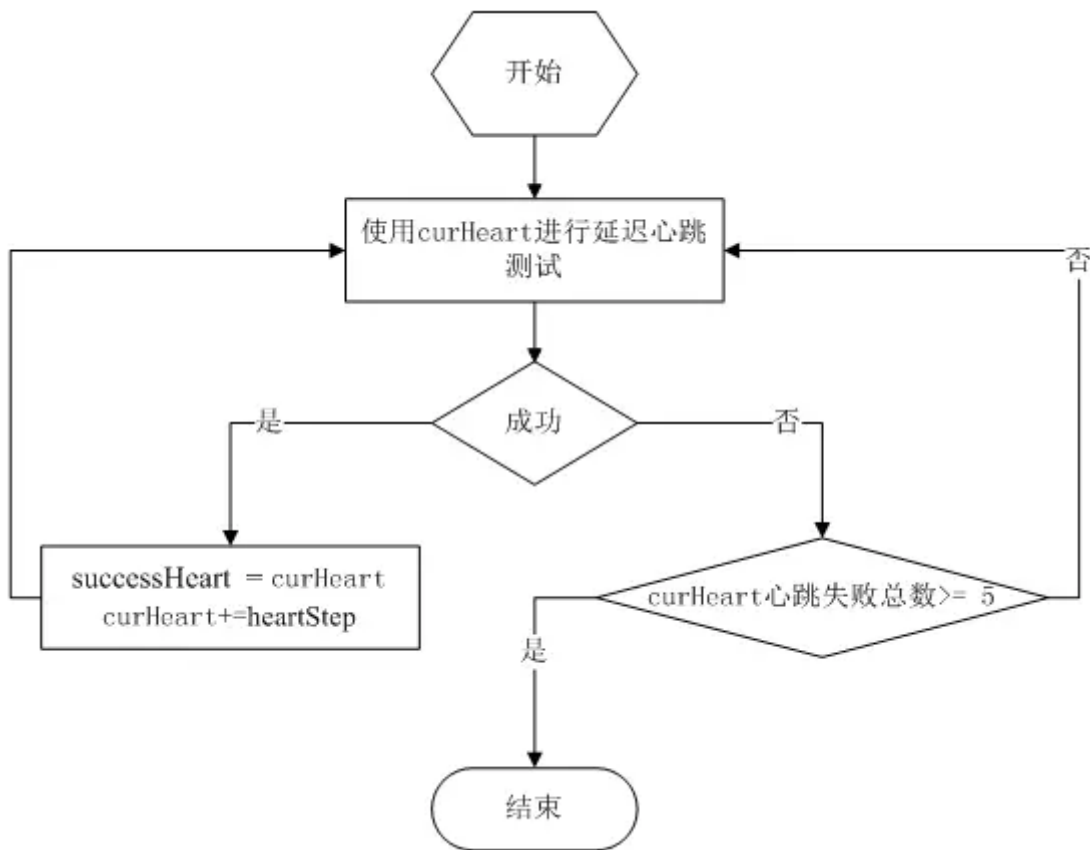 开始
使用curHeart进行延迟心跳
测试
否
成功
是
否
successHeart = curHeart
curHeart+=heartStep
curHeart心跳失败总数>= 5
是
结束